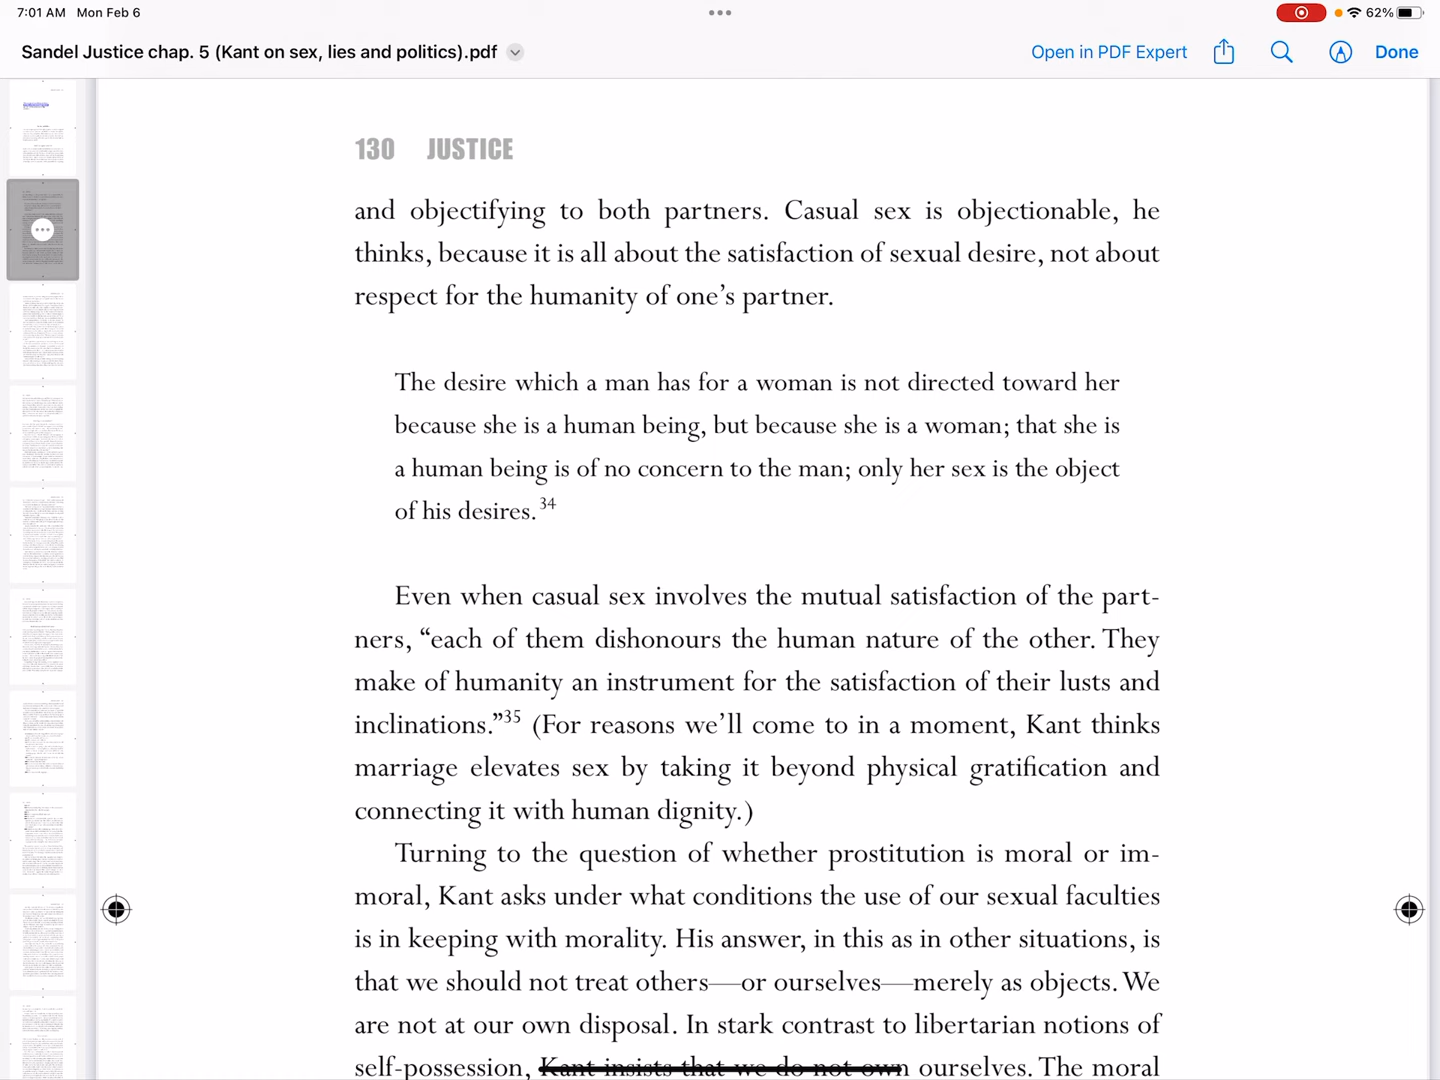 7:01 AM Mon Feb 6
62%
Sandel Justice chap. 5 (Kant on sex, lies and politics).pdf
Open in PDF Expert
Done
130 JUSTICE
and objectifying to both partners. Casual sex is objectionable, he
thinks, because it is all about the satisfaction of sexual desire, not about
respect for the humanity of one’s partner.
The desire which a man has for a woman is not directed toward her
because she is a human being, but because she is a woman; that she is
a human being is of no concern to the man; only her sex is the object
of his desires.34
Even when casual sex involves the mutual satisfaction of the part-
ners, “each of them dishonours the human nature of the other. They
make of humanity an instrument for the satisfaction of their lusts and
inclinations.”35 (For reasons we’ll come to in a moment, Kant thinks
marriage elevates sex by taking it beyond physical gratification and
connecting it with human dignity.)
Turning to the question of whether prostitution is moral or im-
moral, Kant asks under what conditions the use of our sexual faculties
is in keeping with morality. His answer, in this as in other situations, is
that we should not treat others—or ourselves—merely as objects. We
are not at our own disposal. In stark contrast to libertarian notions of
self-possession, Kant insists that we do not own ourselves. The moral